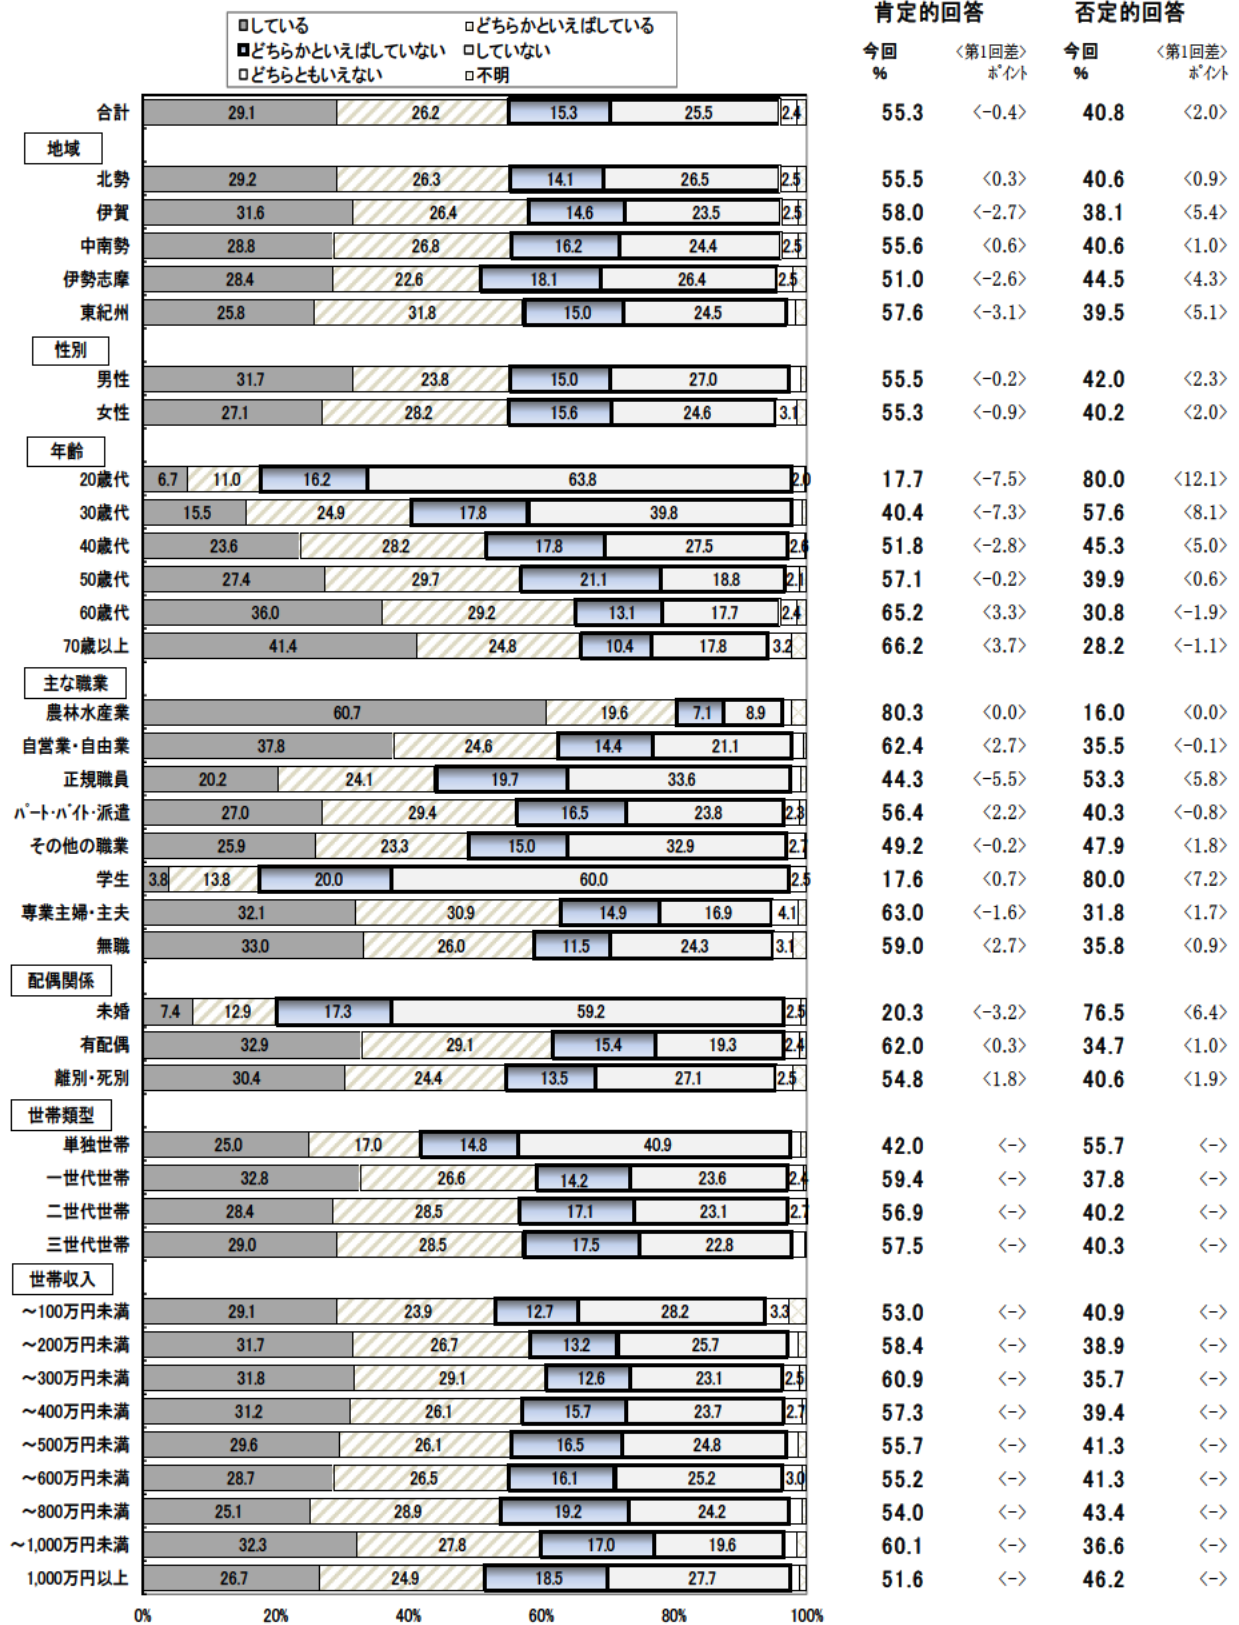 肯定的回答 否定的回答
■している □どちらかといえばしている
■どちらかといえばしていない □していない
□どちらともいえない □不明
今回 〈第1回差〉 今回 〈第1回差〉
% ポイント % ポイント
合計 29.1 26.2 15.3 25.5 2.4 55.3 〈-0.4〉 40.8 〈2.0〉
地域
北勢 29.2 26.3 14.1 26.5 2.5 55.5 〈0.3〉 40.6 〈0.9〉
伊賀 31.6 26.4 14.6 23.5 2.5 58.0 〈-2.7〉 38.1 〈5.4〉
中南勢 28.8 26.8 16.2 24.4 2.5 55.6 〈0.6〉 40.6 〈1.0〉
伊勢志摩 28.4 22.6 18.1 26.4 2.5 51.0 〈-2.6〉 44.5 〈4.3〉
東紀州 25.8 31.8 15.0 24.5 57.6 〈-3.1〉 39.5 〈5.1〉
性別
男性 31.7 23.8 15.0 27.0 55.5 〈-0.2〉 42.0 〈2.3〉
女性 27.1 28.2 15.6 24.6 3.1 55.3 〈-0.9〉 40.2 〈2.0〉
年齢
20歳代 6.7 11.0 16.2 63.8 2.0 17.7 〈-7.5〉 80.0 〈12.1〉
30歳代 15.5 24.9 17.8 39.8 40.4 〈-7.3〉 57.6 〈8.1〉
40歳代 23.6 28.2 17.8 27.5 2.6 51.8 〈-2.8〉 45.3 〈5.0〉
50歳代 27.4 29.7 21.1 18.8 2.1 57.1 〈-0.2〉 39.9 〈0.6〉
60歳代 36.0 29.2 13.1 17.7 2.4 65.2 〈3.3〉 30.8 〈-1.9〉
70歳以上 41.4 24.8 10.4 17.8 3.2 66.2 〈3.7〉 28.2 〈-1.1〉
主な職業
農林水産業 60.7 19.6 7.1 8.9 80.3 〈0.0〉 16.0 〈0.0〉
自営業・自由業 37.8 24.6 14.4 21.1 62.4 〈2.7〉 35.5 〈-0.1〉
正規職員 20.2 24.1 19.7 33.6 44.3 〈-5.5〉 53.3 〈5.8〉
パート・バイト・派遣 27.0 29.4 16.5 23.8 2.3 56.4 〈2.2〉 40.3 〈-0.8〉
その他の職業 25.9 23.3 15.0 32.9 2.7 49.2 〈-0.2〉 47.9 〈1.8〉
学生 3.8 13.8 20.0 60.0 2.5 17.6 〈0.7〉 80.0 〈7.2〉
専業主婦・主夫 32.1 30.9 14.9 16.9 4.1 63.0 〈-1.6〉 31.8 〈1.7〉
無職 33.0 26.0 11.5 24.3 3.1 59.0 〈2.7〉 35.8 〈0.9〉
配偶関係
未婚 7.4 12.9 17.3 59.2 2.5 20.3 〈-3.2〉 76.5 〈6.4〉
有配偶 32.9 29.1 15.4 19.3 2.4 62.0 〈0.3〉 34.7 〈1.0〉
離別・死別 30.4 24.4 13.5 27.1 2.5 54.8 〈1.8〉 40.6 〈1.9〉
世帯類型
単独世帯 25.0 17.0 14.8 40.9 42.0 〈-〉 55.7 〈-〉
一世代世帯 32.8 26.6 14.2 23.6 2.4 59.4 〈-〉 37.8 〈-〉
二世代世帯 28.4 28.5 17.1 23.1 2.7 56.9 〈-〉 40.2 〈-〉
三世代世帯 29.0 28.5 17.5 22.8 57.5 〈-〉 40.3 〈-〉
世帯収入
～100万円未満 29.1 23.9 12.7 28.2 3.3 53.0 〈-〉 40.9 〈-〉
～200万円未満 31.7 26.7 13.2 25.7 58.4 〈-〉 38.9 〈-〉
～300万円未満 31.8 29.1 12.6 23.1 2.5 60.9 〈-〉 35.7 〈-〉
～400万円未満 31.2 26.1 15.7 23.7 2.7 57.3 〈-〉 39.4 〈-〉
～500万円未満 29.6 26.1 16.5 24.8 55.7 〈-〉 41.3 〈-〉
～600万円未満 28.7 26.5 16.1 25.2 3.0 55.2 〈-〉 41.3 〈-〉
～800万円未満 25.1 28.9 19.2 24.2 54.0 〈-〉 43.4 〈-〉
～1,000万円未満 32.3 27.8 17.0 19.6 60.1 〈-〉 36.6 〈-〉
1,000万円以上 26.7 24.9 18.5 27.7 51.6 〈-〉 46.2 〈-〉
0% 20% 40% 60% 80% 100%